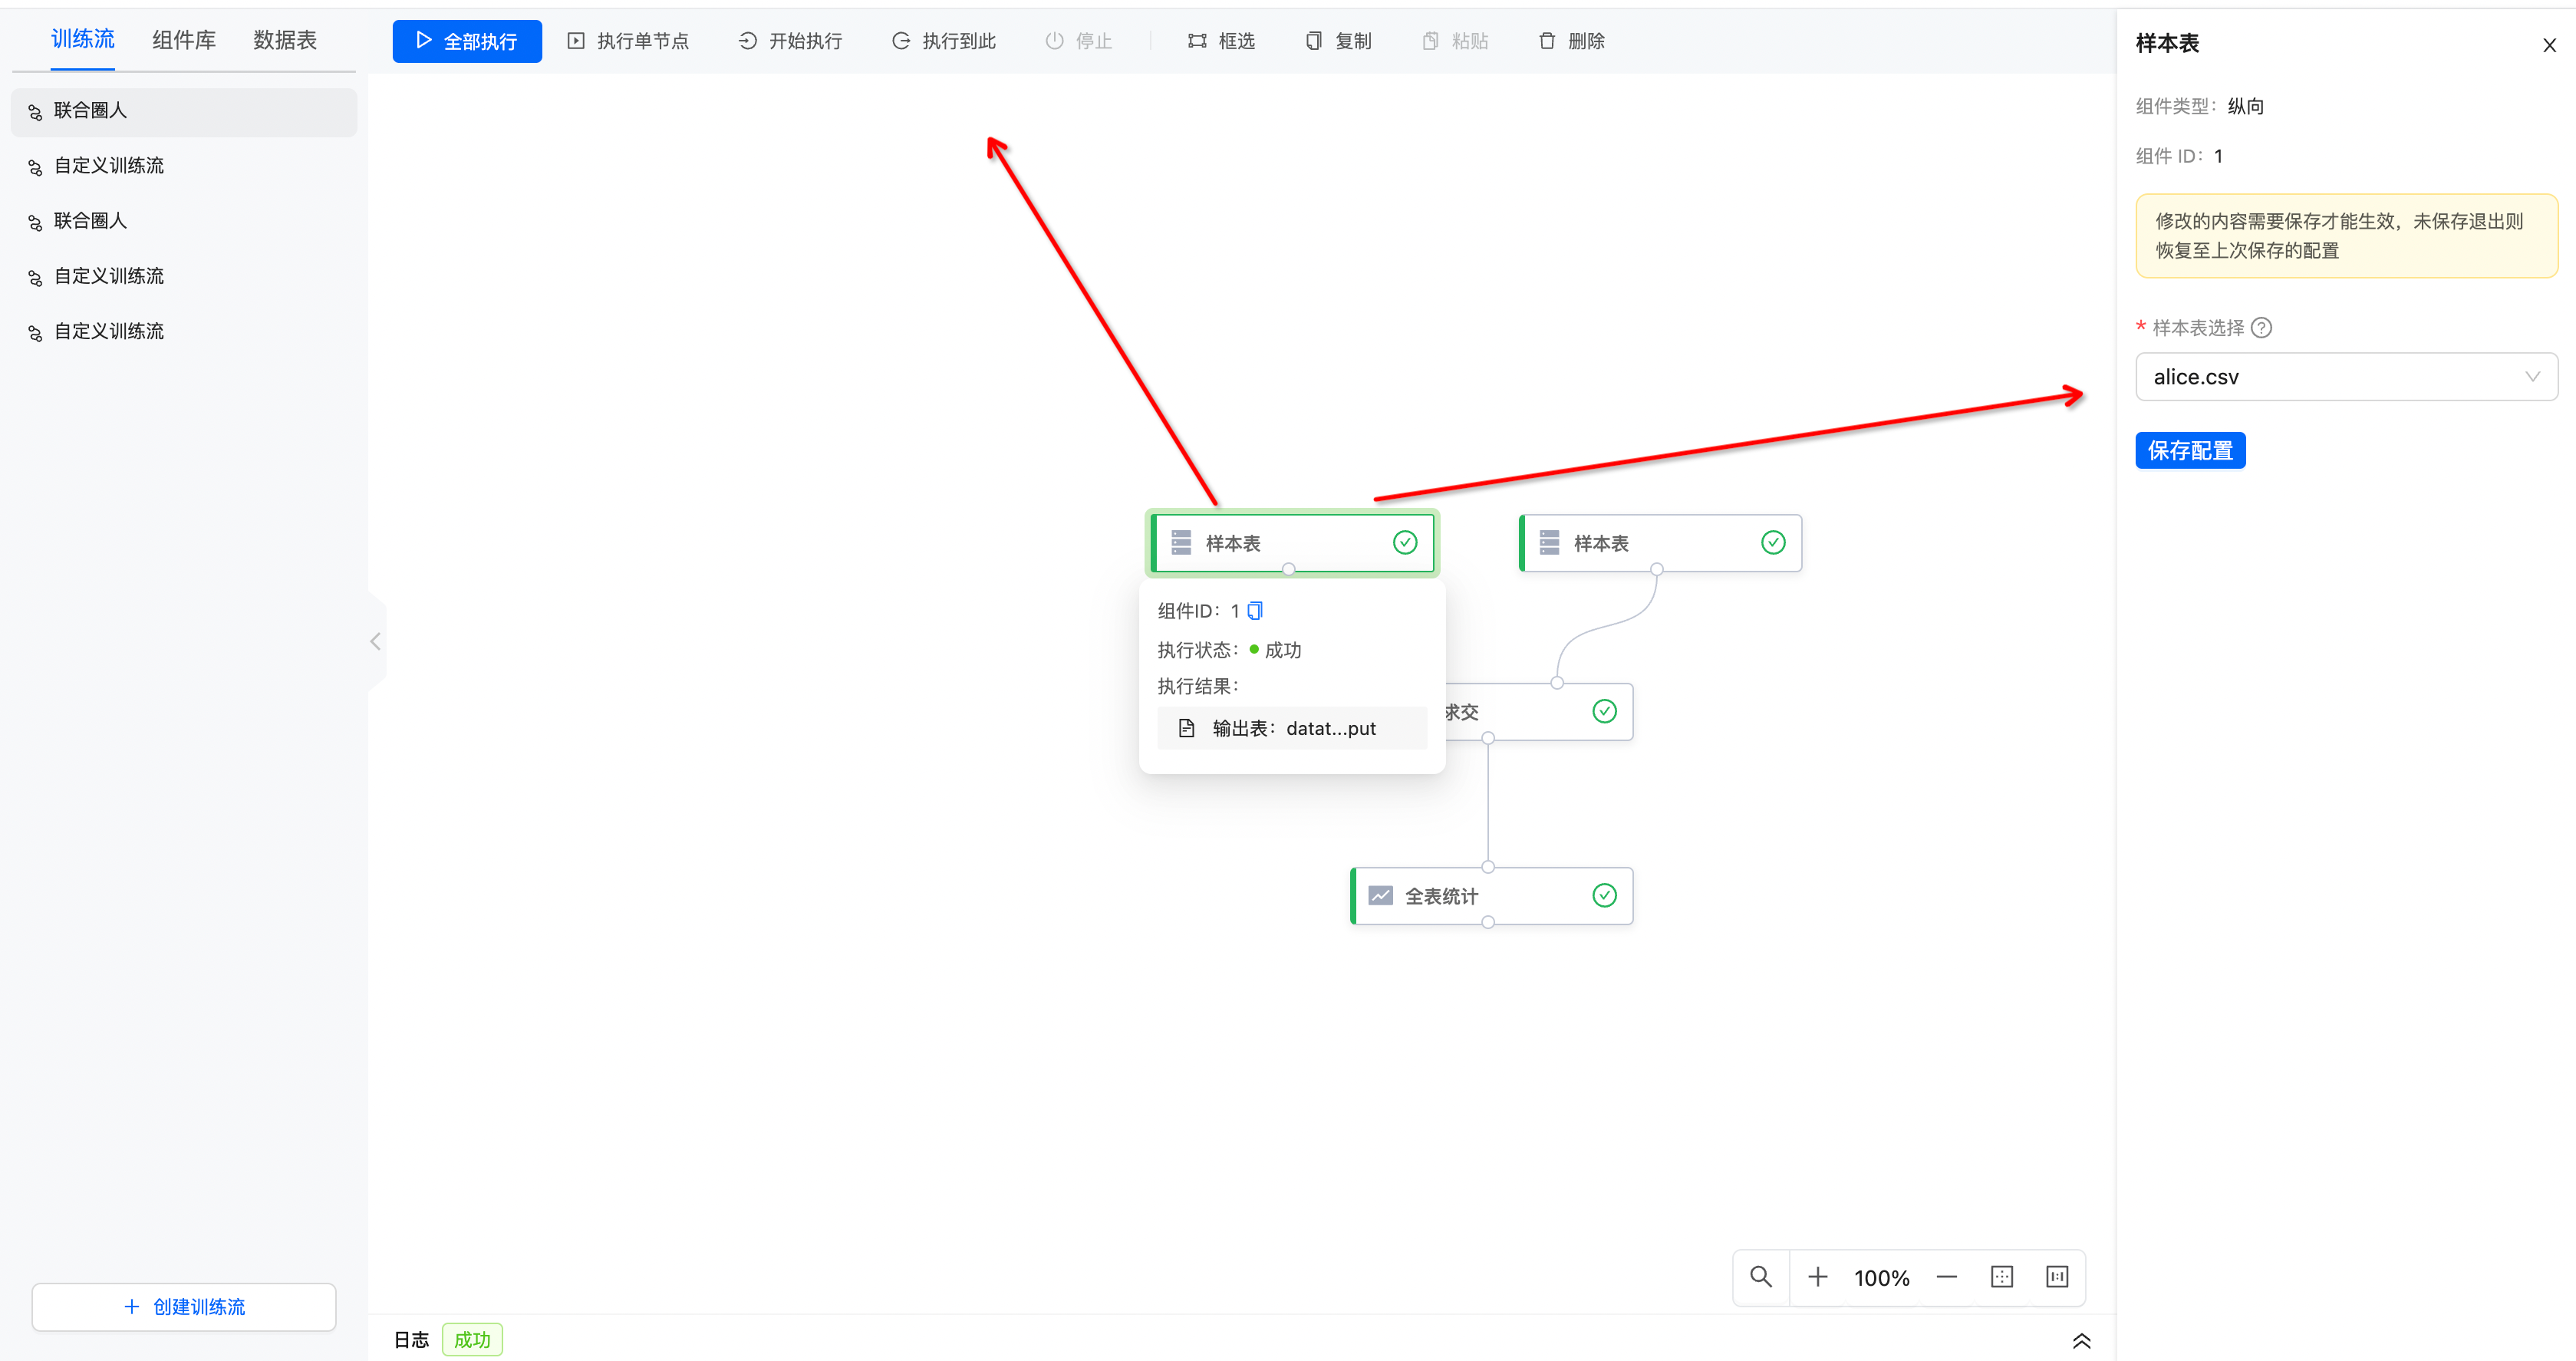 训练流 组件库 数据表
全部执行 执行单节点 开始执行 执行到此 停止 框选 复制 粘贴 删除
联合圈人
自定义训练流
联合圈人
自定义训练流
自定义训练流
创建训练流
样本表
样本表
组件ID: 1
执行状态: 成功
执行结果:
输出表: datat...put
求交
全表统计
100%
日志 成功
样本表
组件类型: 纵向
组件 ID: 1
修改的内容需要保存才能生效，未保存退出则
恢复至上次保存的配置
* 样本表选择
alice.csv
保存配置